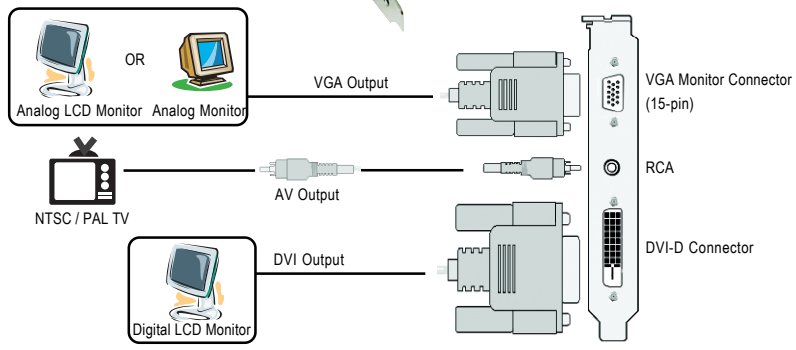 OR
Analog LCD Monitor
Analog Monitor
VGA Output
VGA Monitor Connector
(15-pin)
NTSC / PAL TV
AV Output
RCA
Digital LCD Monitor
DVI Output
DVI-D Connector